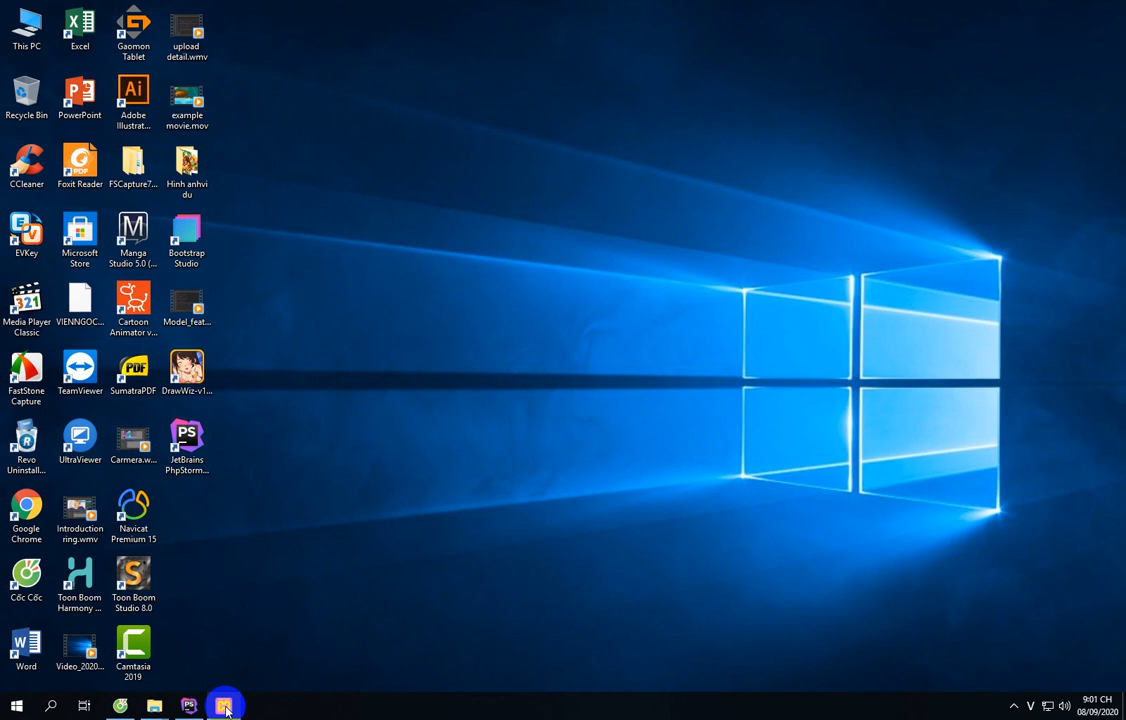 This PC
Excel
Gaomon
Tablet
upload
detail.wmv
Recycle Bin
PowerPoint
Adobe
Illustrat...
example
movie.mov
CCleaner
Foxit Reader
FSCapture7...
Hinh anhvi
du
EVKey
Microsoft
Store
Manga
Studio 5.0 (...
Bootstrap
Studio
Media Player
Classic
VIENNGOC...
Cartoon
Animator v...
Model_feat...
FastStone
Capture
TeamViewer
SumatraPDF
DrawWiz-v1...
Revo
Uninstall...
UltraViewer
Carmera.w...
JetBrains
PhpStorm...
Google
Chrome
Introduction
ring.wmv
Navicat
Premium 15
Cốc Cốc
Toon Boom
Harmony ...
Toon Boom
Studio 8.0
Word
Video_2020...
Camtasia
2019
V
9:01 CH
08/09/2020